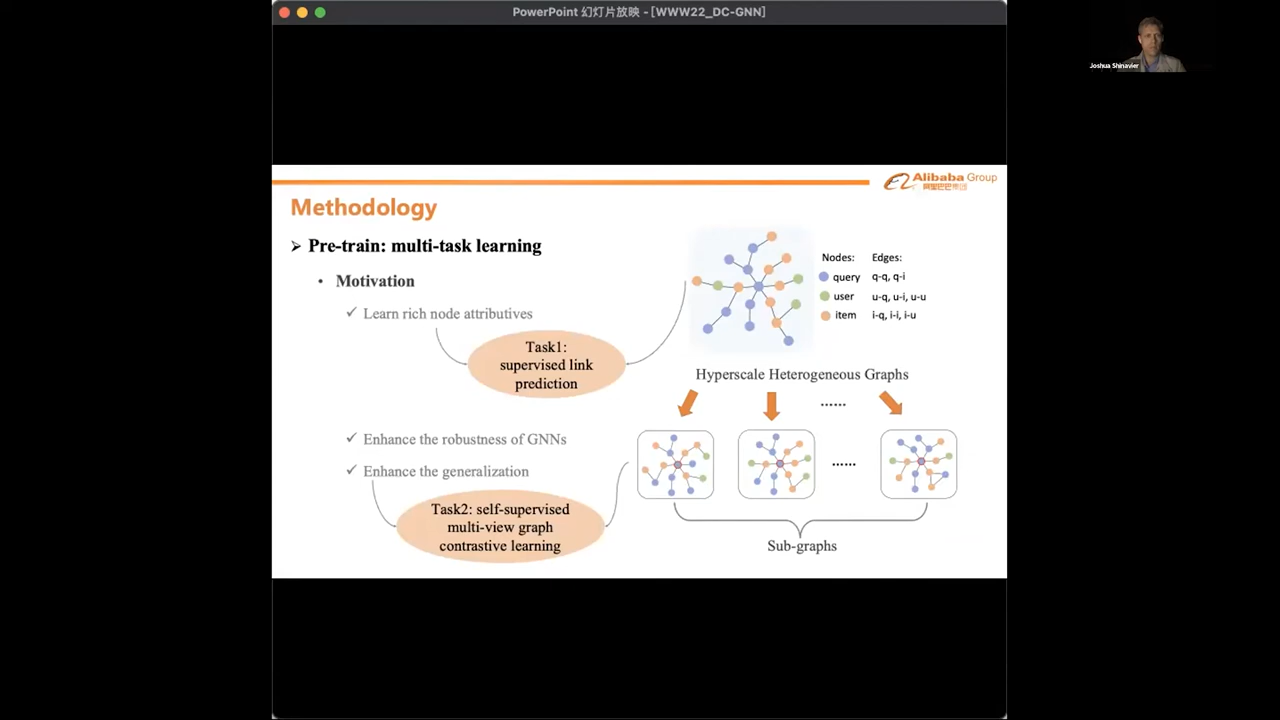 PowerPoint 幻灯片放映 - [WWW22_DC-GNN]
Joshua Shinavier
Alibaba Group
阿里巴巴集团
Methodology
➢ Pre-train: multi-task learning
• Motivation
✓ Learn rich node attributives
Task1:
supervised link
prediction
Nodes: Edges:
query q-q, q-i
user u-q, u-i, u-u
item i-q, i-i, i-u
Hyperscale Heterogeneous Graphs
......
✓ Enhance the robustness of GNNs
✓ Enhance the generalization
Task2: self-supervised
multi-view graph
contrastive learning
......
Sub-graphs